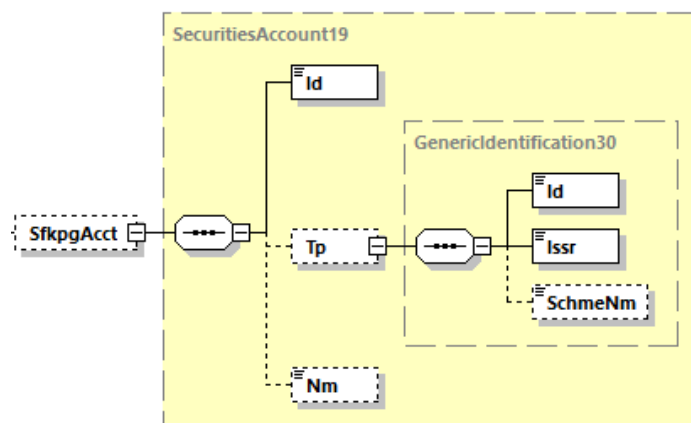 SecuritiesAccount19
Id
GenericIdentification30
Id
SfkpgAcct
Tp
Issr
SchmeNm
Nm